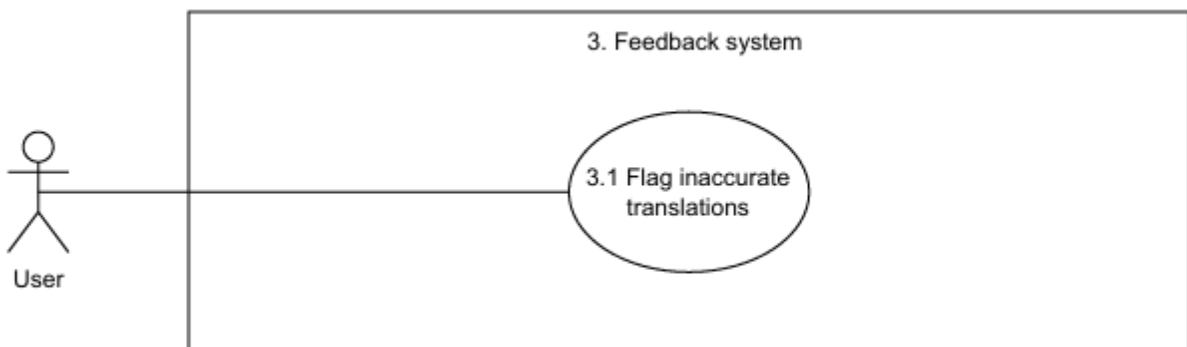 3. Feedback system
3.1 Flag inaccurate
translations
User